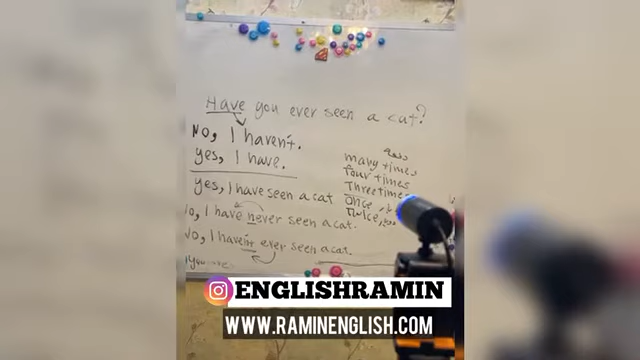 Have you ever seen a cat?
No, I haven't.
yes, I have.
many times
four times
Three times
once
Twice,
yes, I have seen a cat
No, I have never seen a cat.
No, I haven't ever seen a cat.
ENGLISHRAMIN
WWW.RAMINENGLISH.COM